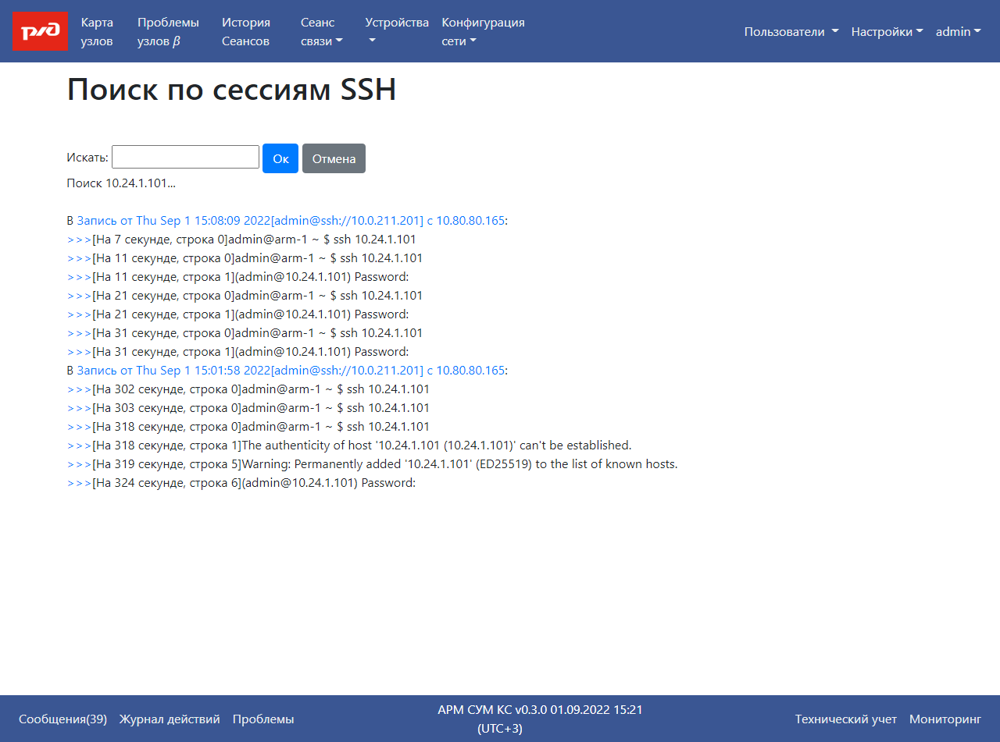 ржд
Карта узлов
Проблемы узлов β
История Сеансов
Сеанс связи
Устройства
Конфигурация сети
Пользователи
Настройки
admin
Поиск по сессиям SSH
Искать: Ок Отмена
Поиск 10.24.1.101...
В Запись от Thu Sep 1 15:08:09 2022[admin@ssh://10.0.211.201] с 10.80.80.165:
>>>[На 7 секунде, строка 0]admin@arm-1 ~ $ ssh 10.24.1.101
>>>[На 11 секунде, строка 0]admin@arm-1 ~ $ ssh 10.24.1.101
>>>[На 11 секунде, строка 1](admin@10.24.1.101) Password:
>>>[На 21 секунде, строка 0]admin@arm-1 ~ $ ssh 10.24.1.101
>>>[На 21 секунде, строка 1](admin@10.24.1.101) Password:
>>>[На 31 секунде, строка 0]admin@arm-1 ~ $ ssh 10.24.1.101
>>>[На 31 секунде, строка 1](admin@10.24.1.101) Password:
В Запись от Thu Sep 1 15:01:58 2022[admin@ssh://10.0.211.201] с 10.80.80.165:
>>>[На 302 секунде, строка 0]admin@arm-1 ~ $ ssh 10.24.1.101
>>>[На 303 секунде, строка 0]admin@arm-1 ~ $ ssh 10.24.1.101
>>>[На 318 секунде, строка 0]admin@arm-1 ~ $ ssh 10.24.1.101
>>>[На 318 секунде, строка 1]The authenticity of host '10.24.1.101 (10.24.1.101)' can't be established.
>>>[На 319 секунде, строка 5]Warning: Permanently added '10.24.1.101' (ED25519) to the list of known hosts.
>>>[На 324 секунде, строка 6](admin@10.24.1.101) Password:
Сообщения(39)
Журнал действий
Проблемы
АРМ СУМ КС v0.3.0 01.09.2022 15:21
(UTC+3)
Технический учет
Мониторинг